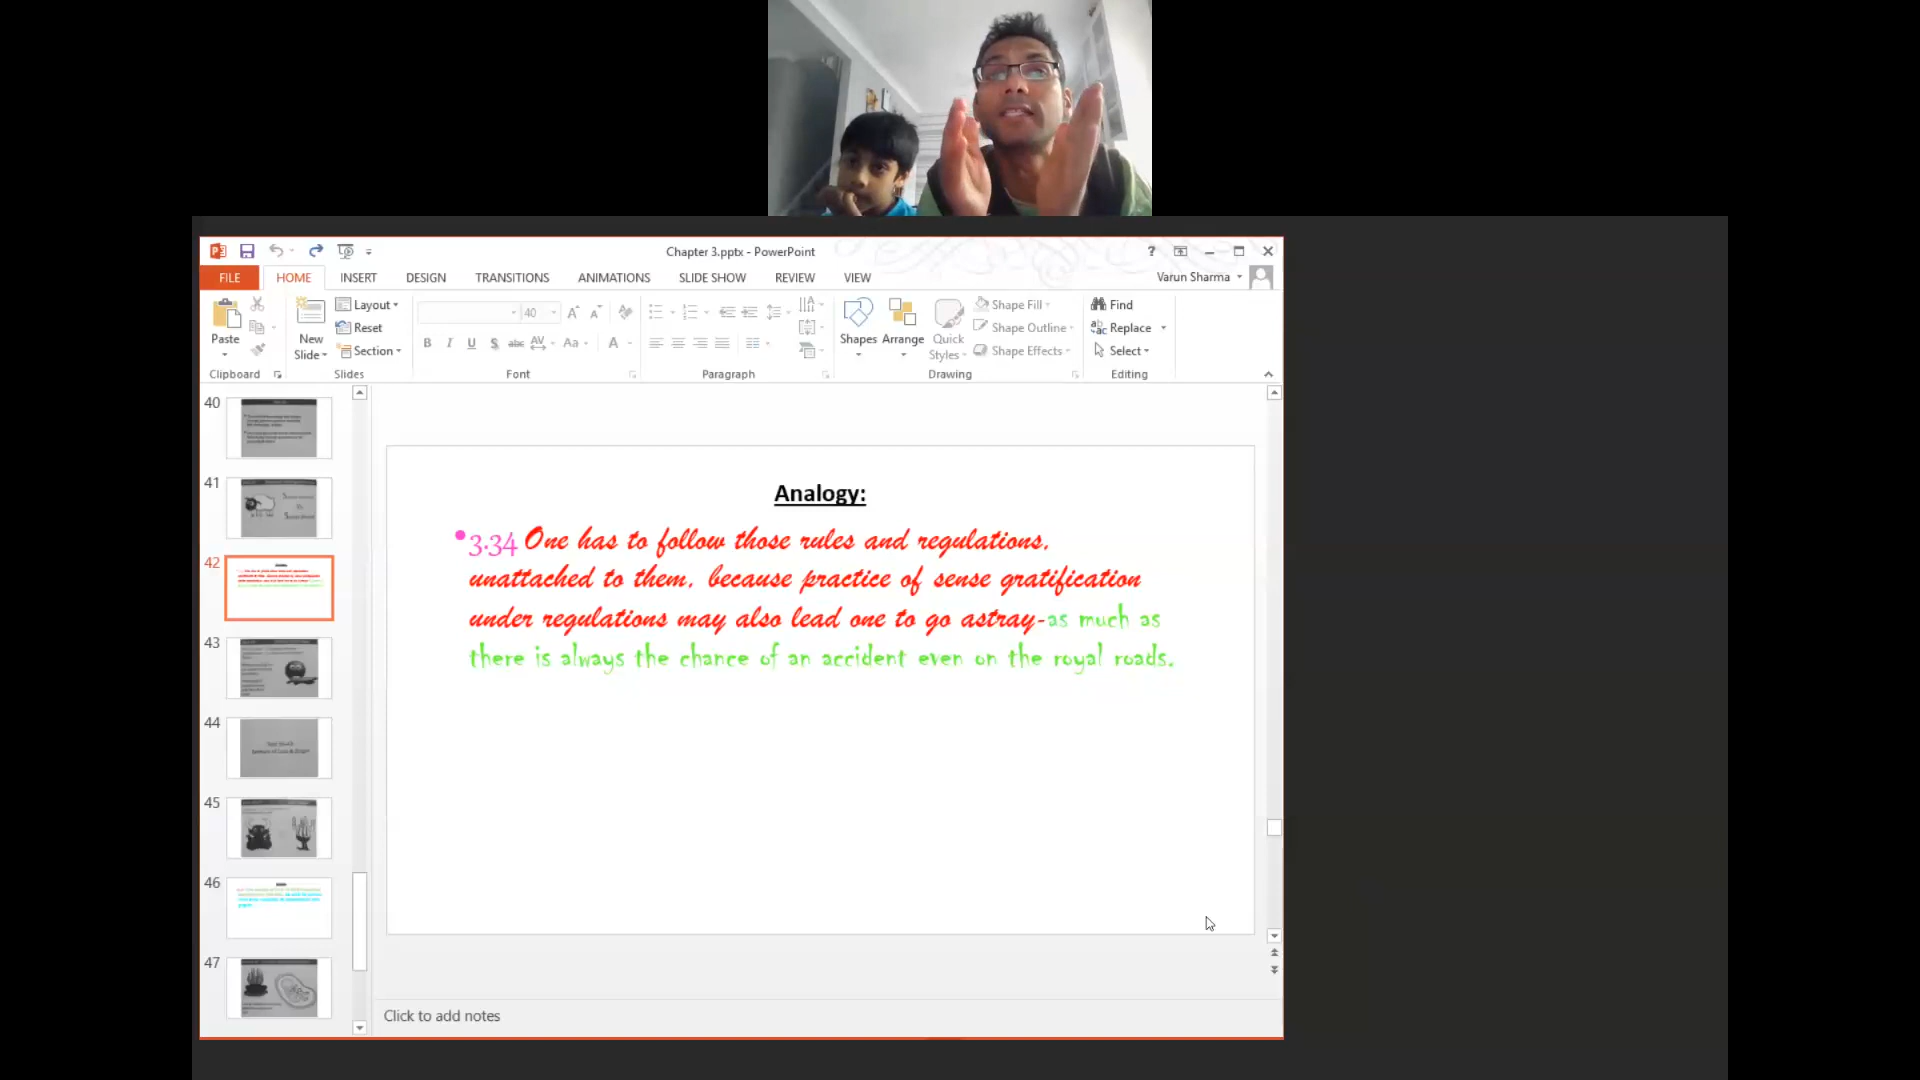 Chapter 3.pptx - PowerPoint
?
FILE HOME INSERT DESIGN TRANSITIONS ANIMATIONS SLIDE SHOW REVIEW VIEW
Varun Sharma
Paste
Clipboard
New
Slide
Layout
Reset
Section
Slides
40
B I U S abc AV Aa A
Font
Paragraph
Shapes
Arrange
Quick
Styles
Shape Fill
Shape Outline
Shape Effects
Drawing
Find
Replace
Select
Editing
40
41
42
43
44
45
46
47
Analogy:
•3.34 One has to follow those rules and regulations,
unattached to them, because practice of sense gratification
under regulations may also lead one to go astray-as much as
there is always the chance of an accident even on the royal roads.
Click to add notes